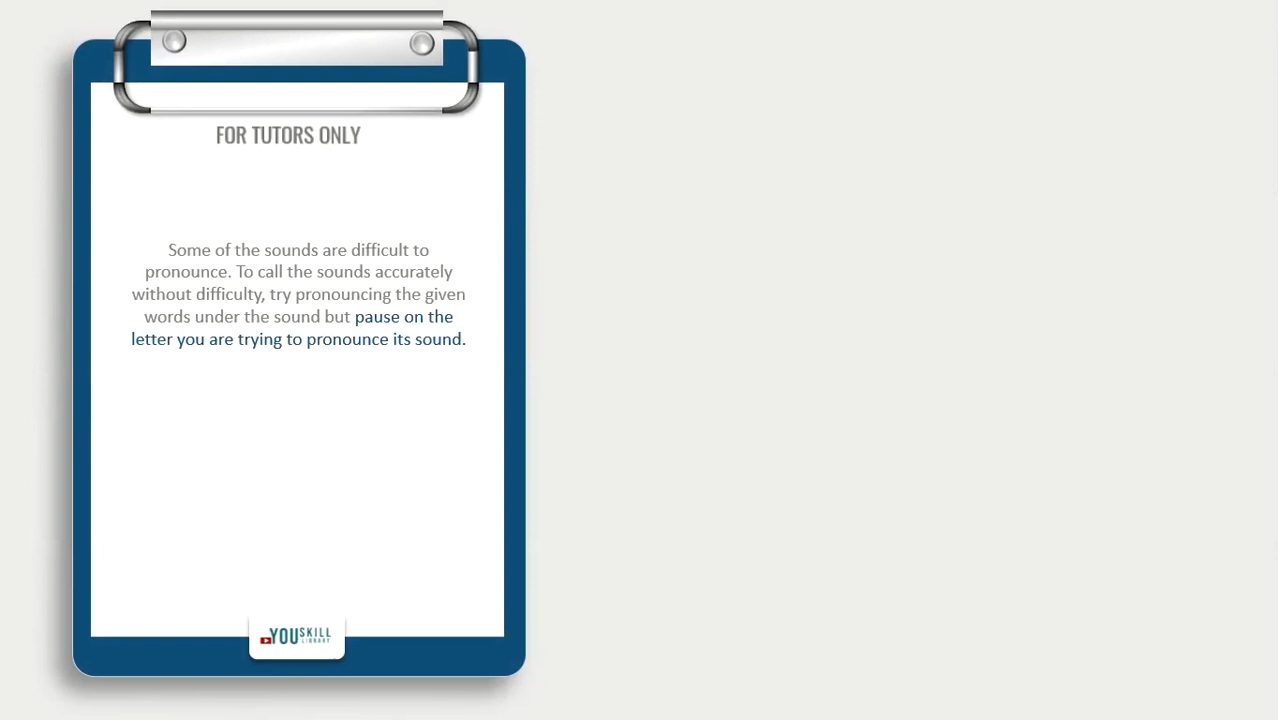 FOR TUTORS ONLY
Some of the sounds are difficult to
pronounce. To call the sounds accurately
without difficulty, try pronouncing the given
words under the sound but pause on the
letter you are trying to pronounce its sound.
YOUSKILL
LIBRARY